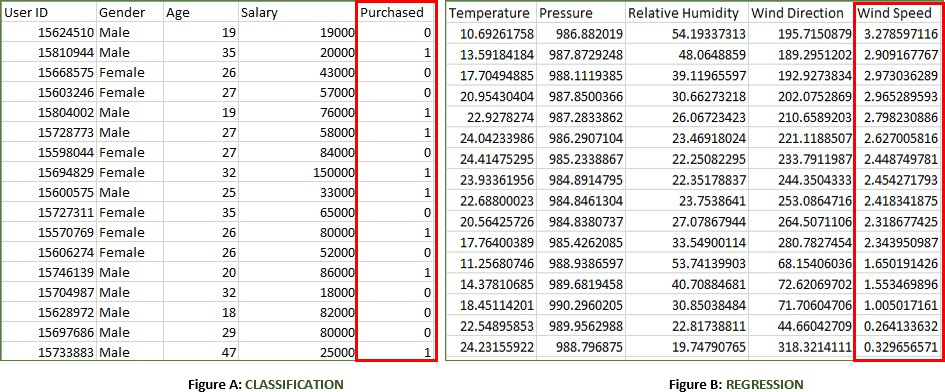 User ID Gender Age Salary Purchased
15624510 Male 19 19000 0
15810944 Male 35 20000 1
15668575 Female 26 43000 0
15603246 Female 27 57000 0
15804002 Male 19 76000 1
15728773 Male 27 58000 1
15598044 Female 27 84000 0
15694829 Female 32 150000 1
15600575 Male 25 33000 1
15727311 Female 35 65000 0
15570769 Female 26 80000 1
15606274 Female 26 52000 0
15746139 Male 20 86000 1
15704987 Male 32 18000 0
15628972 Male 18 82000 0
15697686 Male 29 80000 0
15733883 Male 47 25000 1
Figure A: CLASSIFICATION
Temperature Pressure Relative Humidity Wind Direction Wind Speed
10.69261758 986.882019 54.19337313 195.7150879 3.278597116
13.59184184 987.8729248 48.0648859 189.2951202 2.909167767
17.70494885 988.1119385 39.11965597 192.9273834 2.973036289
20.95430404 987.8500366 30.66273218 202.0752869 2.965289593
22.9278274 987.2833862 26.06723423 210.6589203 2.798230886
24.04233986 986.2907104 23.46918024 221.1188507 2.627005816
24.41475295 985.2338867 22.25082295 233.7911987 2.448749781
23.93361956 984.8914795 22.35178837 244.3504333 2.454271793
22.68800023 984.8461304 23.7538641 253.0864716 2.418341875
20.56425726 984.8380737 27.07867944 264.5071106 2.318677425
17.76400389 985.4262085 33.54900114 280.7827454 2.343950987
11.25680746 988.9386597 53.74139903 68.15406036 1.650191426
14.37810685 989.6819458 40.70884681 72.62069702 1.553469896
18.45114201 990.2960205 30.85038484 71.70604706 1.005017161
22.54895853 989.9562988 22.81738811 44.66042709 0.264133632
24.23155922 988.796875 19.74790765 318.3214111 0.329656571
Figure B: REGRESSION